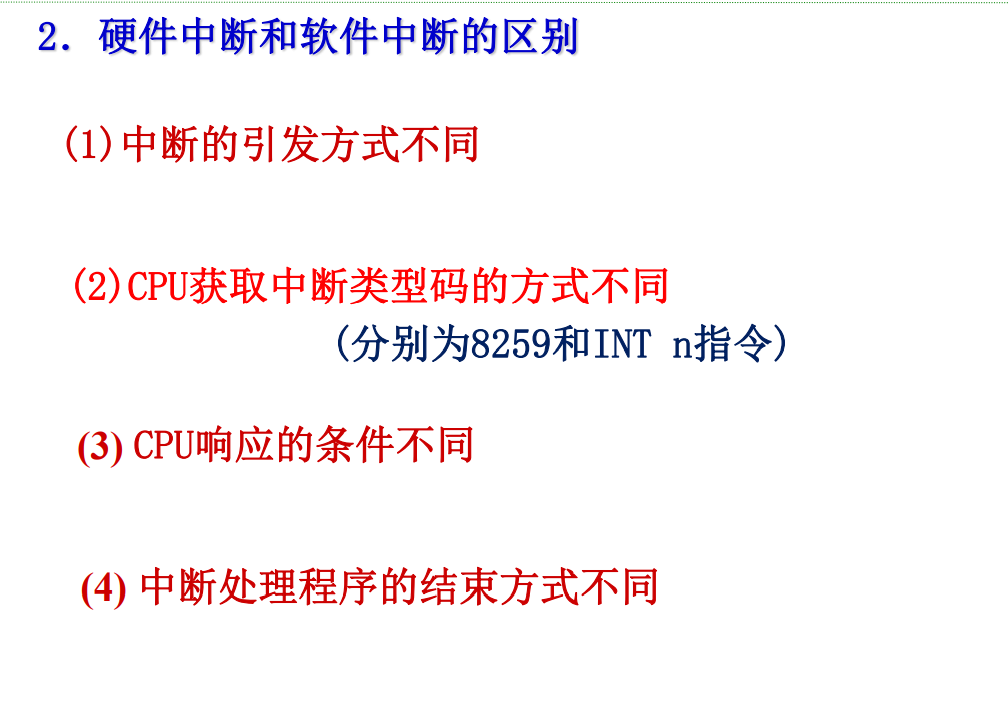 2. 硬件中断和软件中断的区别
(1)中断的引发方式不同
(2)CPU获取中断类型码的方式不同
(分别为8259和INT n指令)
(3) CPU响应的条件不同
(4) 中断处理程序的结束方式不同